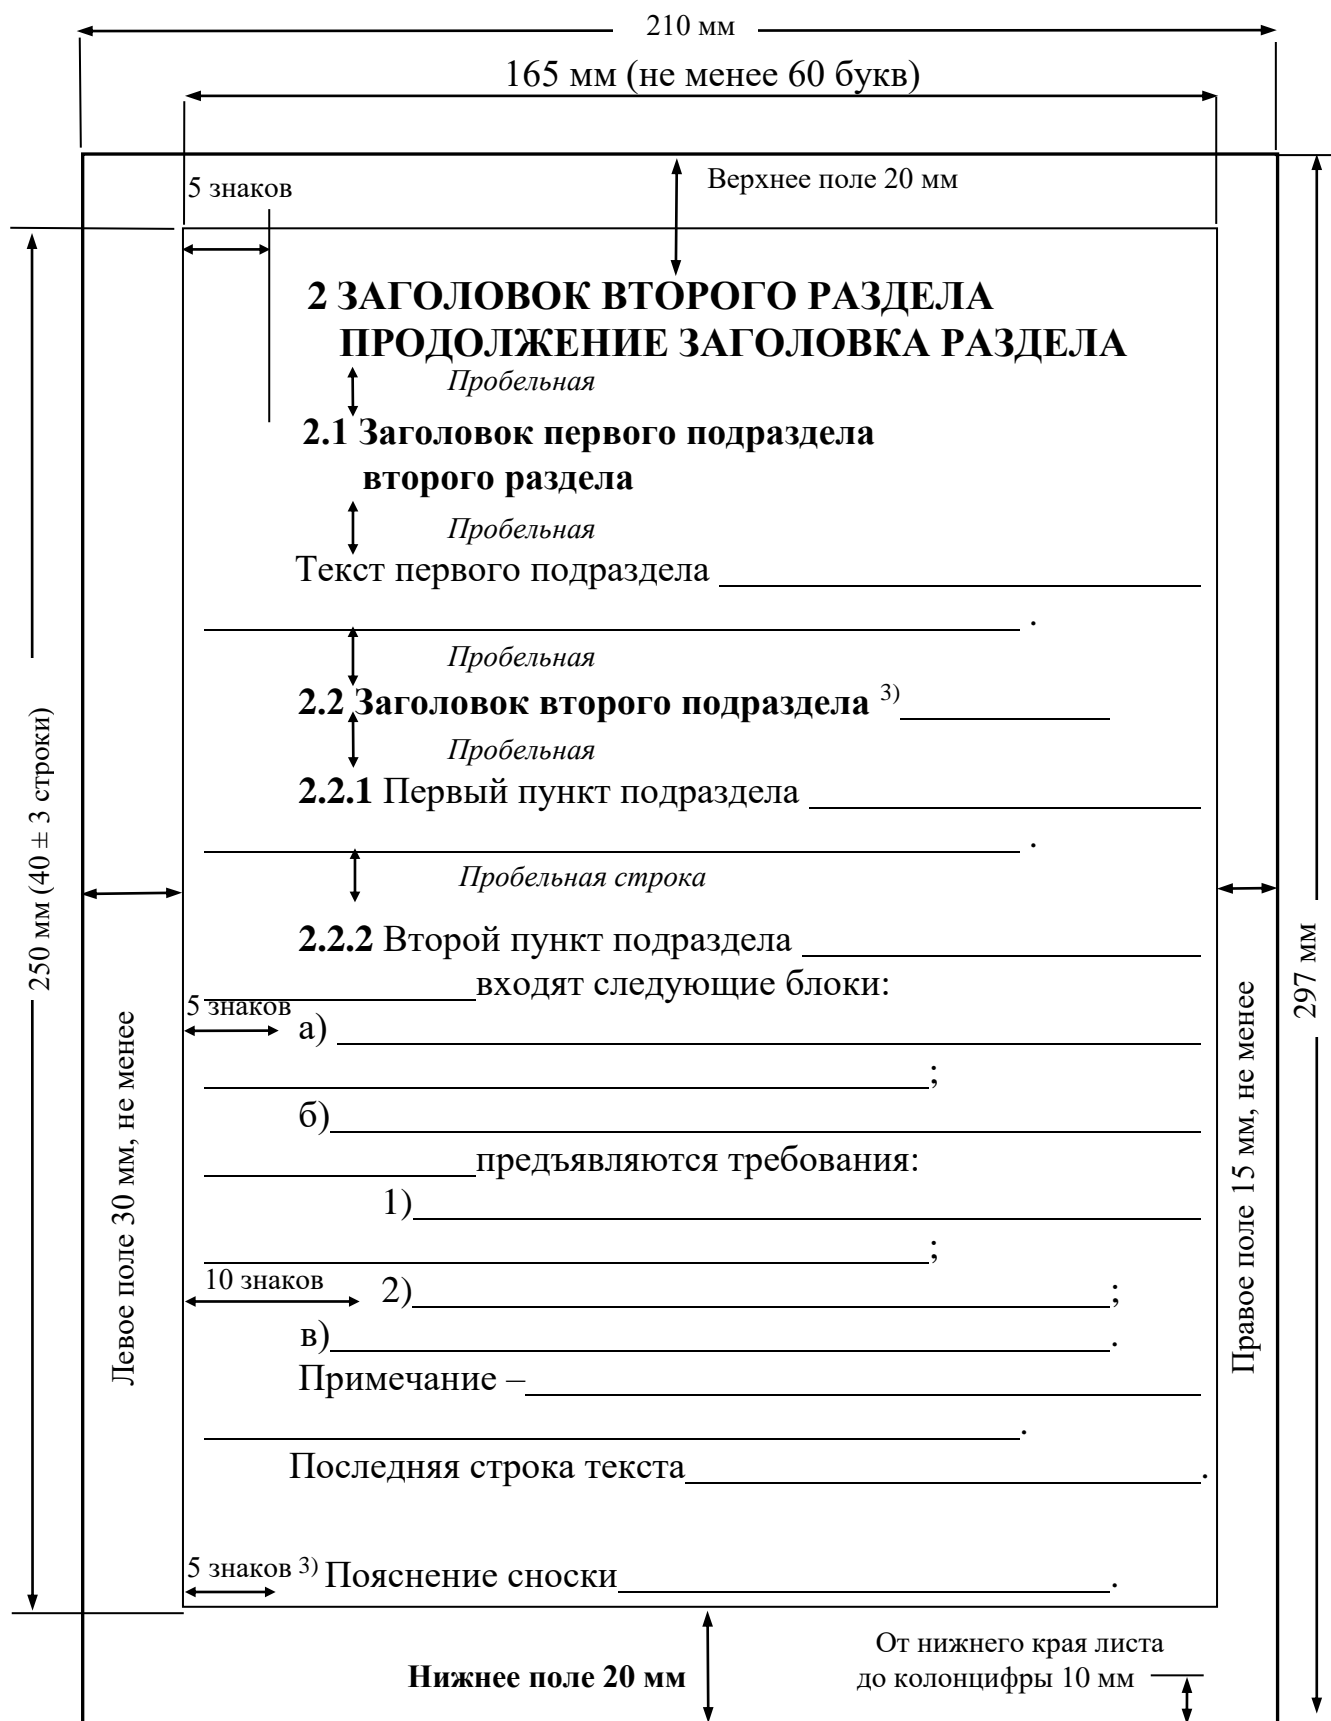 210 мм
165 мм (не менее 60 букв)
Верхнее поле 20 мм
5 знаков
2 ЗАГОЛОВОК ВТОРОГО РАЗДЕЛА
ПРОДОЛЖЕНИЕ ЗАГОЛОВКА РАЗДЕЛА
Пробельная
2.1 Заголовок первого подраздела
второго раздела
Пробельная
Текст первого подраздела
.
Пробельная
2.2 Заголовок второго подраздела 3)
Пробельная
2.2.1 Первый пункт подраздела
.
Пробельная строка
2.2.2 Второй пункт подраздела
входят следующие блоки:
5 знаков
а)
;
б)
предъявляются требования:
1)
;
10 знаков
2) ;
в) .
Примечание –
.
Последняя строка текста .
5 знаков 3) Пояснение сноски .
250 мм (40 ± 3 строки)
Левое поле 30 мм, не менее
Правое поле 15 мм, не менее
297 мм
Нижнее поле 20 мм
От нижнего края листа
до колонцифры 10 мм